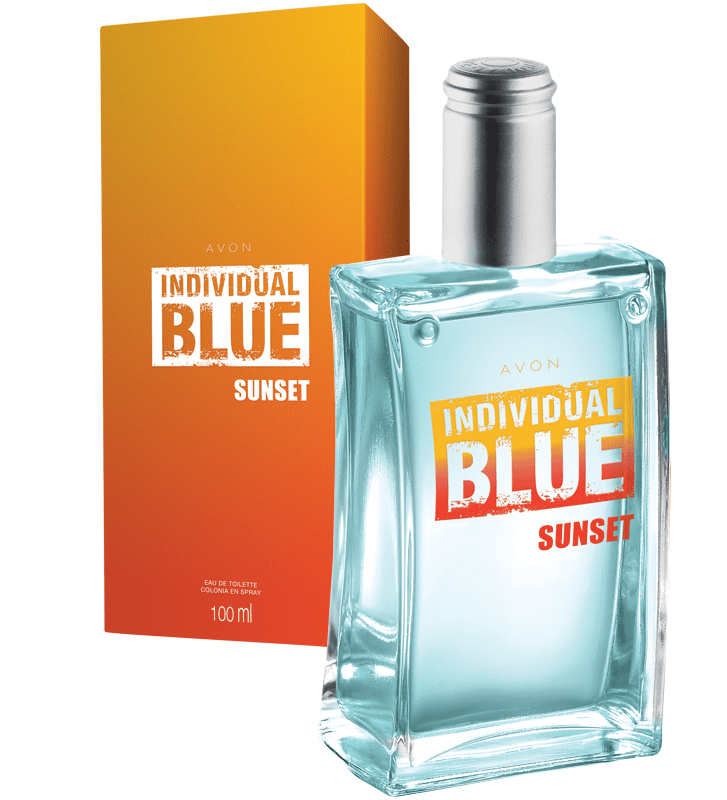 AVON
INDIVIDUAL
BLUE
SUNSET
EAU DE TOILETTE
COLONIA EN SPRAY
100 ml
AVON
INDIVIDUAL
BLUE
SUNSET